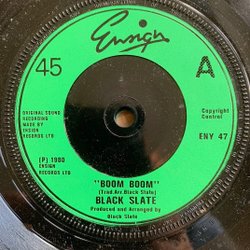 Ensign
45
A
ORIGINAL SOUND
RECORDING
MADE BY
ENSIGN
RECORDS LTD
Copyright
Control
ENY 47
(P) 1980
ENSIGN
RECORDS LTD
"BOOM BOOM"
(Trad.Arr.Black Slate)
BLACK SLATE
Produced and Arranged by
Black Slate